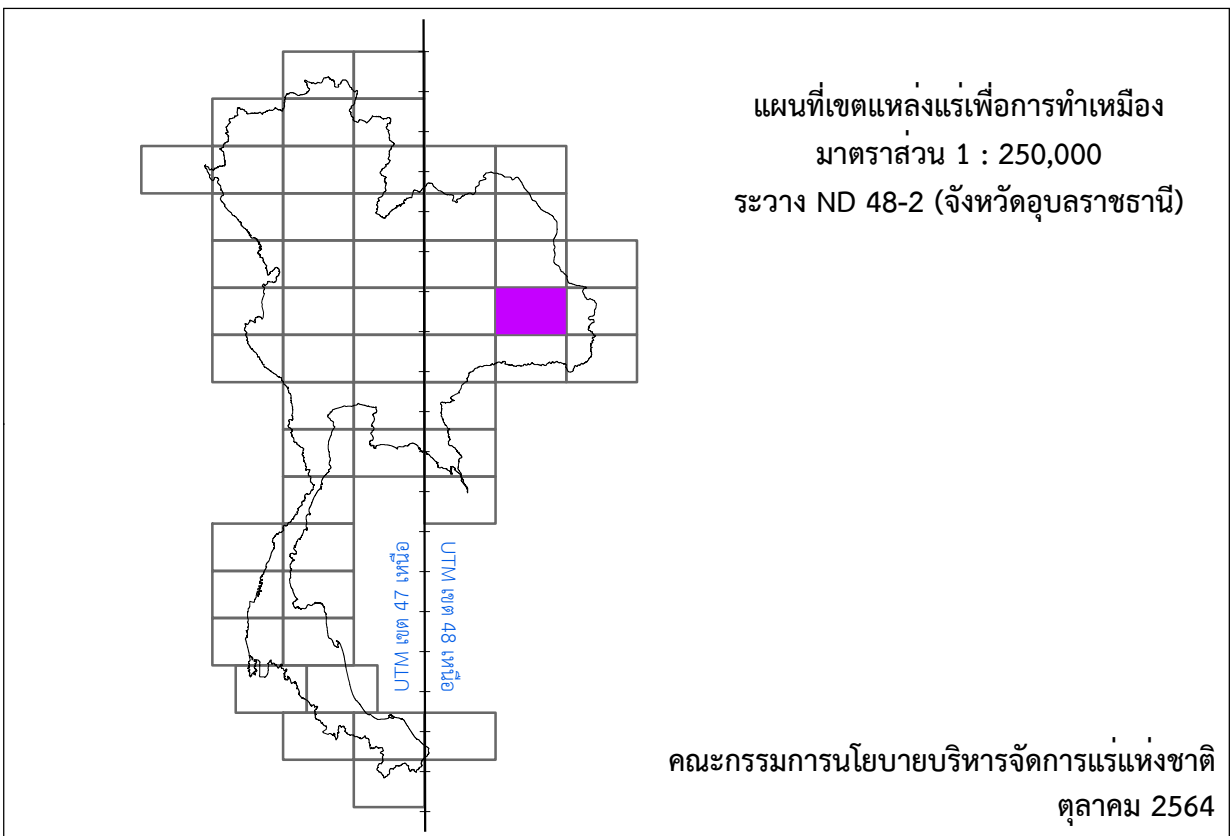 แผนที่เขตแหล่งแร่เพื่อการทำเหมือง
มาตราส่วน 1 : 250,000
ระวาง ND 48-2 (จังหวัดอุบลราชธานี)
UTM เขต 47 เหนือ
UTM เขต 48 เหนือ
คณะกรรมการนโยบายบริหารจัดการแร่แห่งชาติ
ตุลาคม 2564